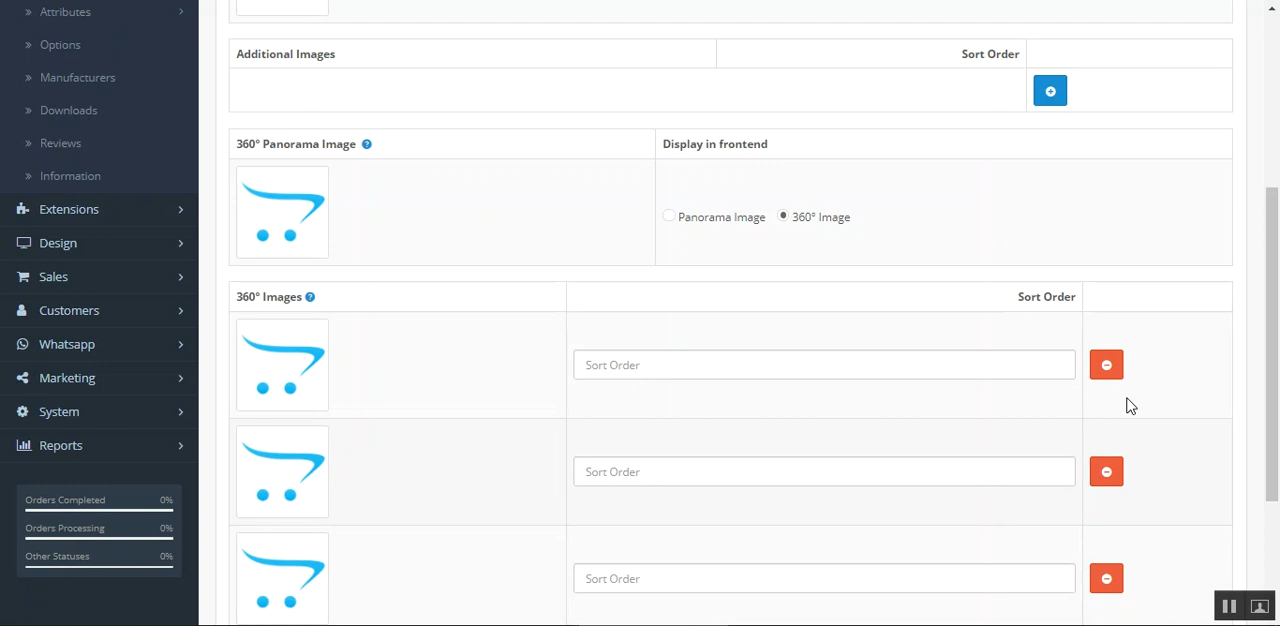 Attributes
Options
Manufacturers
Downloads
Reviews
Information
Extensions
Design
Sales
Customers
Whatsapp
Marketing
System
Reports
Orders Completed 0%
Orders Processing 0%
Other Statuses 0%
Additional Images Sort Order
360° Panorama Image Display in frontend
Panorama Image 360° Image
360° Images Sort Order
Sort Order
Sort Order
Sort Order